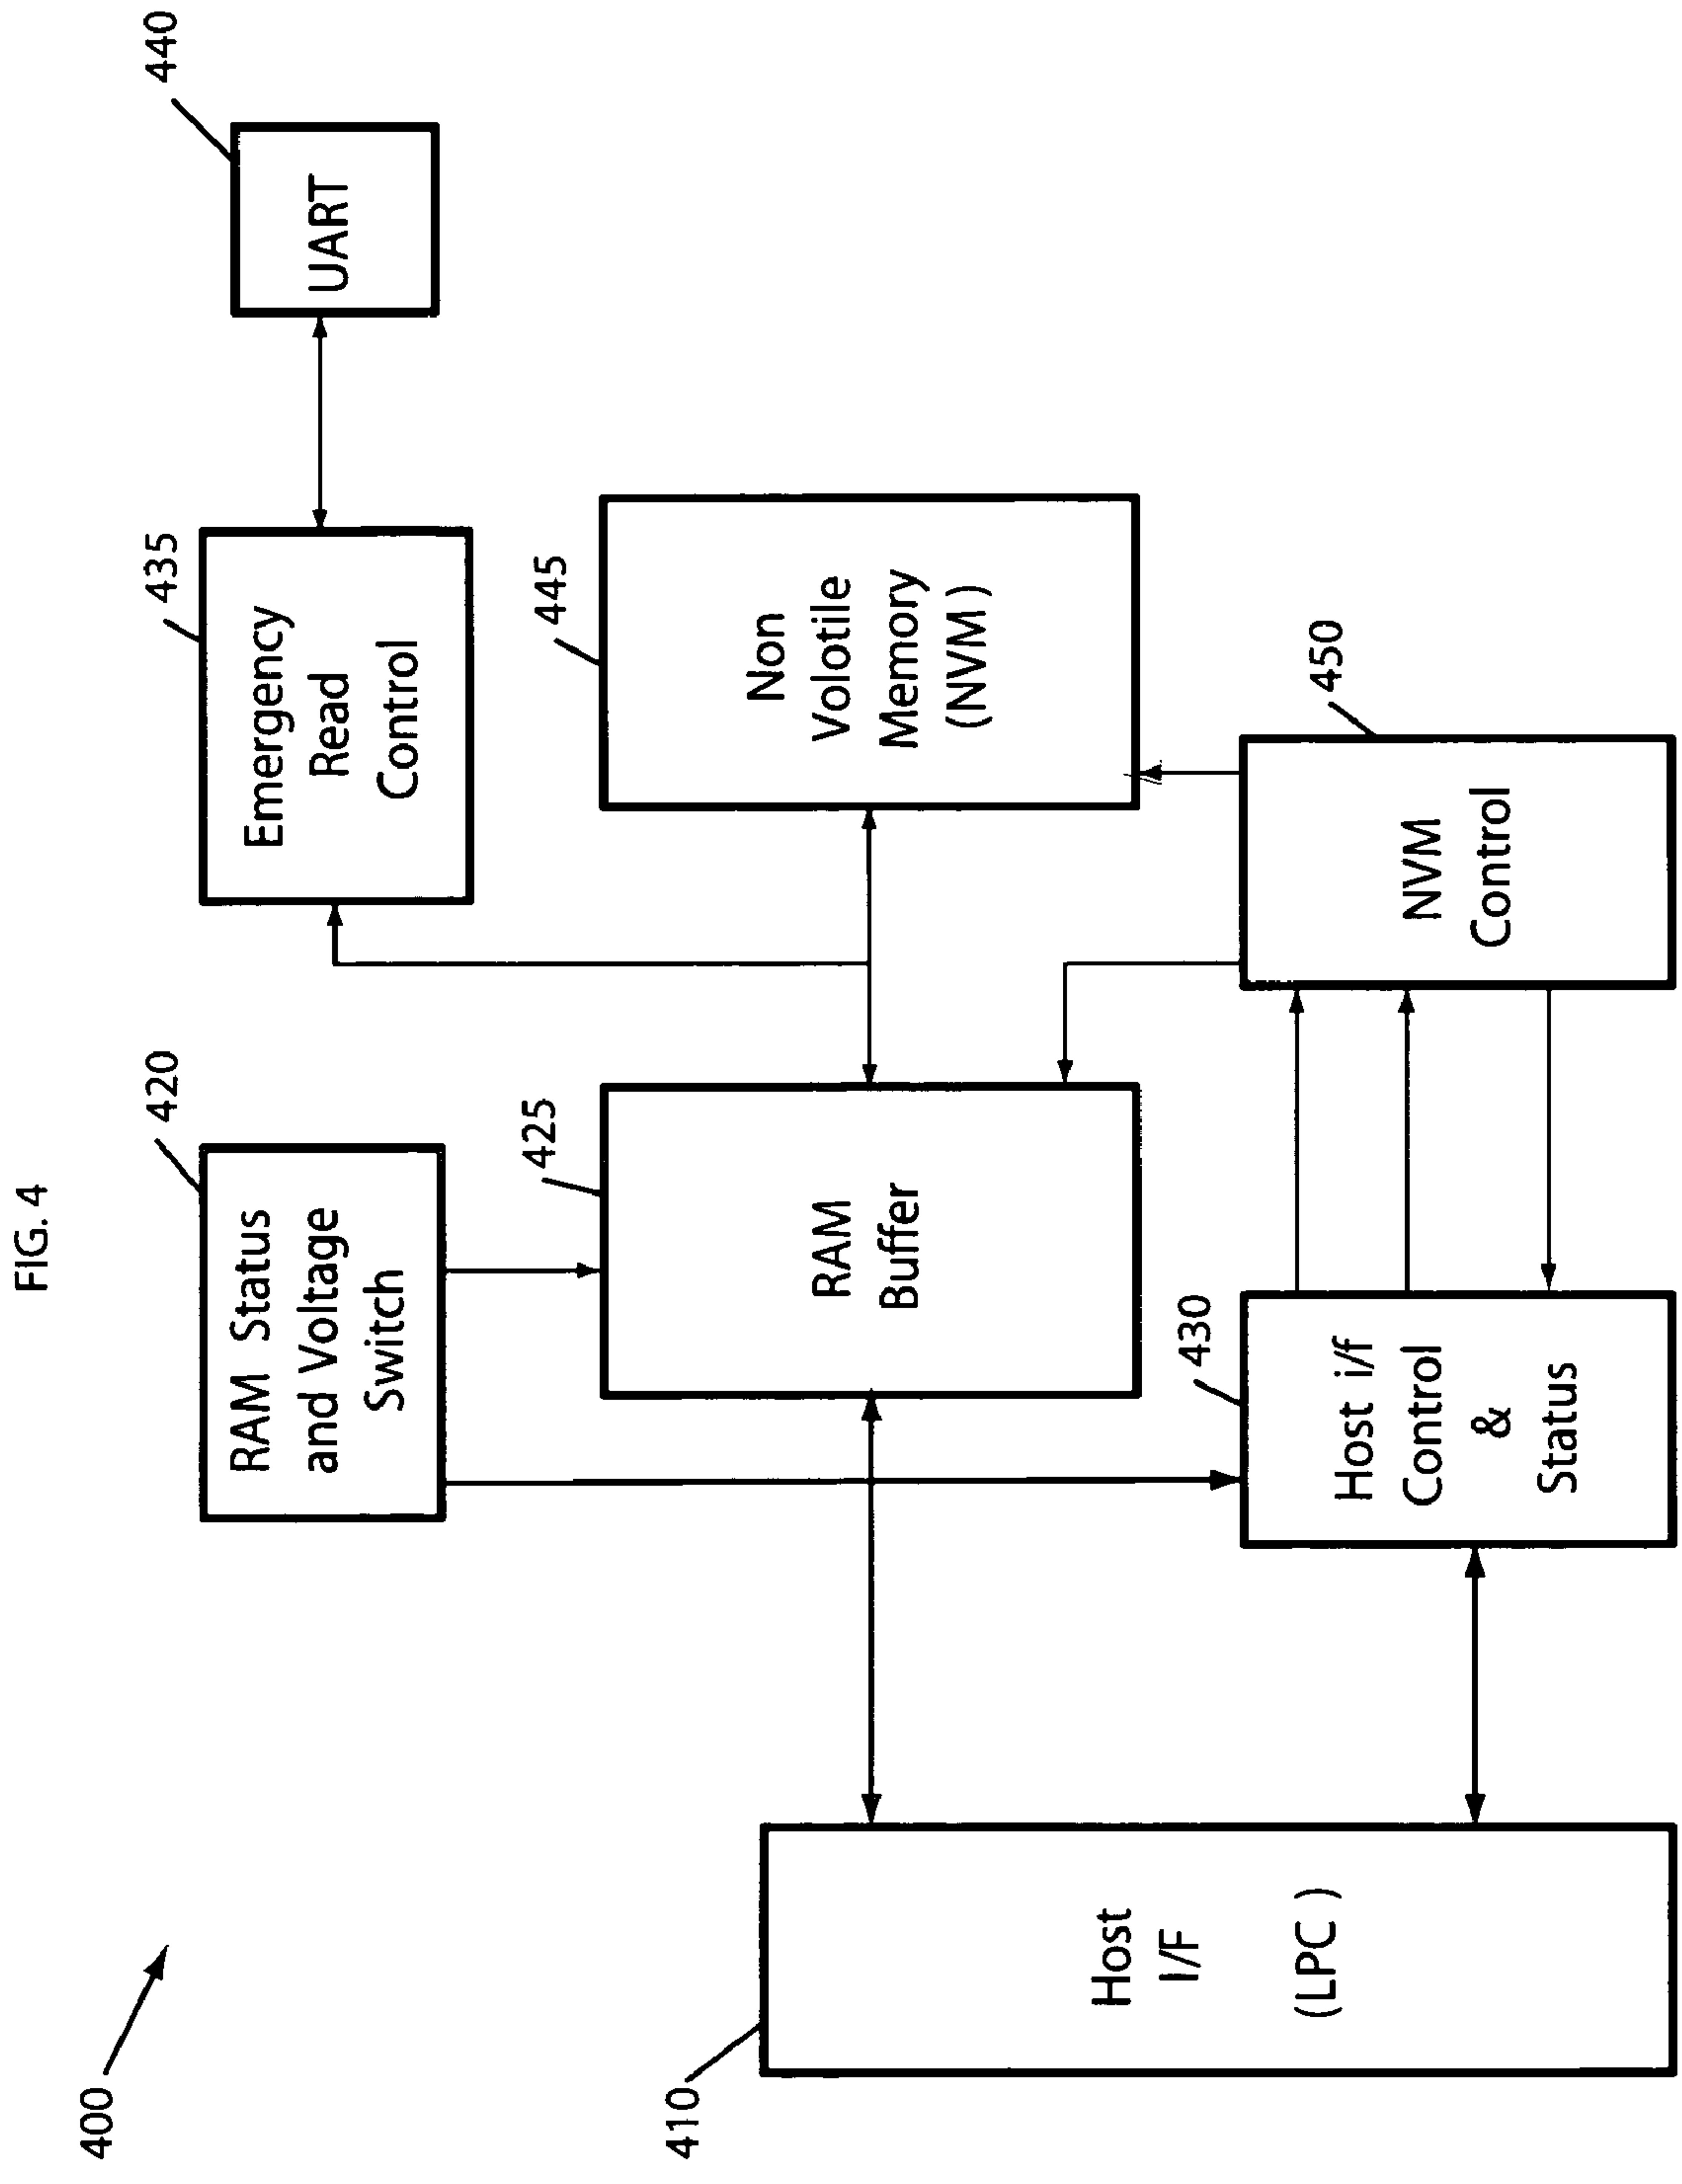 FIG. 4
400
410
Host
I/F
(LPC)
420
RAM Status
and Voltage
Switch
425
RAM
Buffer
430
Host i/f
Control
&
Status
435
Emergency
Read
Control
440
UART
445
Non
Volotile
Memory
(NVM)
450
NVM
Control